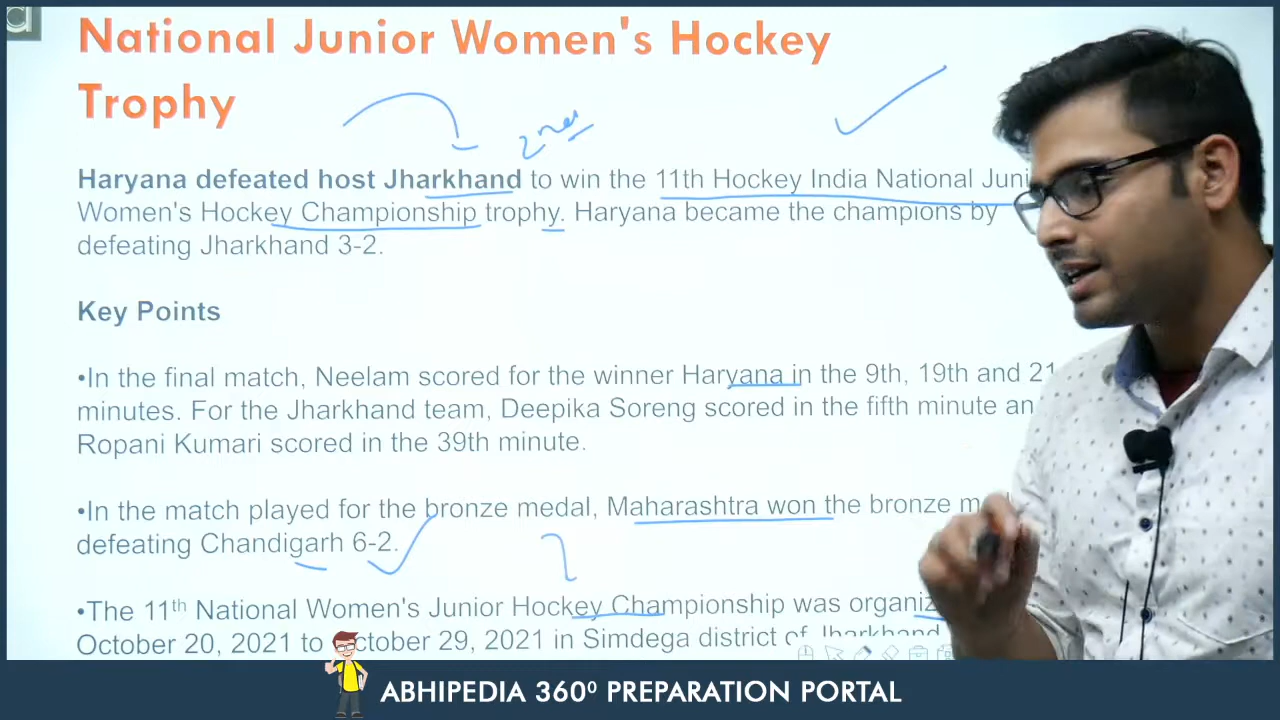 a
National Junior Women's Hockey
Trophy
2nd
Haryana defeated host Jharkhand to win the 11th Hockey India National Juni
Women's Hockey Championship trophy. Haryana became the champions by
defeating Jharkhand 3-2.
Key Points
•In the final match, Neelam scored for the winner Haryana in the 9th, 19th and 21
minutes. For the Jharkhand team, Deepika Soreng scored in the fifth minute an
Ropani Kumari scored in the 39th minute.
•In the match played for the bronze medal, Maharashtra won the bronze me
defeating Chandigarh 6-2.
•The 11th National Women's Junior Hockey Championship was organiz
October 20, 2021 to October 29, 2021 in Simdega district of Jharkhand
ABHIPEDIA 360º PREPARATION PORTAL